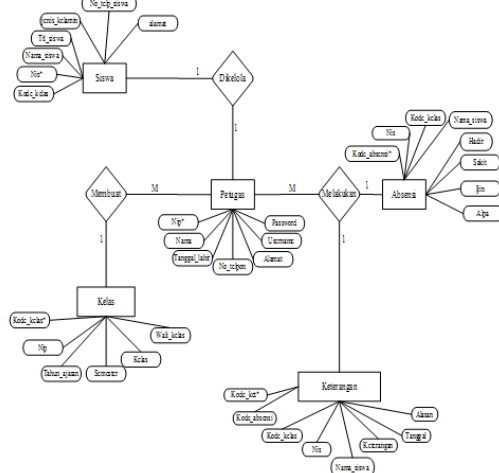 No_telp_siswa
jenis_kelamin
alamat
Ttl_siswa
Nama_siswa
Nis*
Kode_kelas
Siswa
1
Dikelola
1
Kode_kelas
Nama_siswa
Nis
Hadir
Kode_absensi*
Sakit
Ijin
Alpa
Membuat
M
Petugas
M
Melakukan
1
Absensi
Nip*
Password
Nama
Username
Tanggal_lahir
Alamat
No_telpon
1
1
Kelas
Kode_kelas*
Wali_kelas
Nip
Kelas
Tahun_ajaran
Semester
Keterangan
Kode_ket*
Kode_absensi
Alasan
Kode_kelas
Tanggal
Nis
Keterangan
Nama_siswa